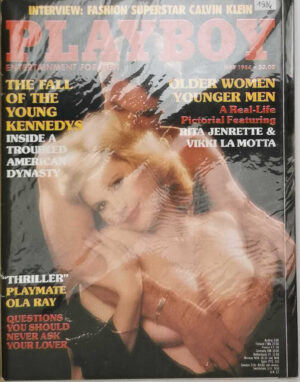 INTERVIEW: FASHION SUPERSTAR CALVIN KLEIN
1984
PLAYBOY
ENTERTAINMENT FOR MEN
1984 •
THE FALL
OF THE
YOUNG
KENNEDYS
INSIDE A
TROUBLED
AMERICAN
DYNASTY
OLDER WOMEN
YOUNGER MEN
A Real-Life
Pictorial Featuring
RITA JENRETTE &
VIKKI LA MOTTA
"THRILLER"
PLAYMATE
OLA RAY
QUESTIONS
YOU SHOULD
NEVER ASK
YOUR LOVER